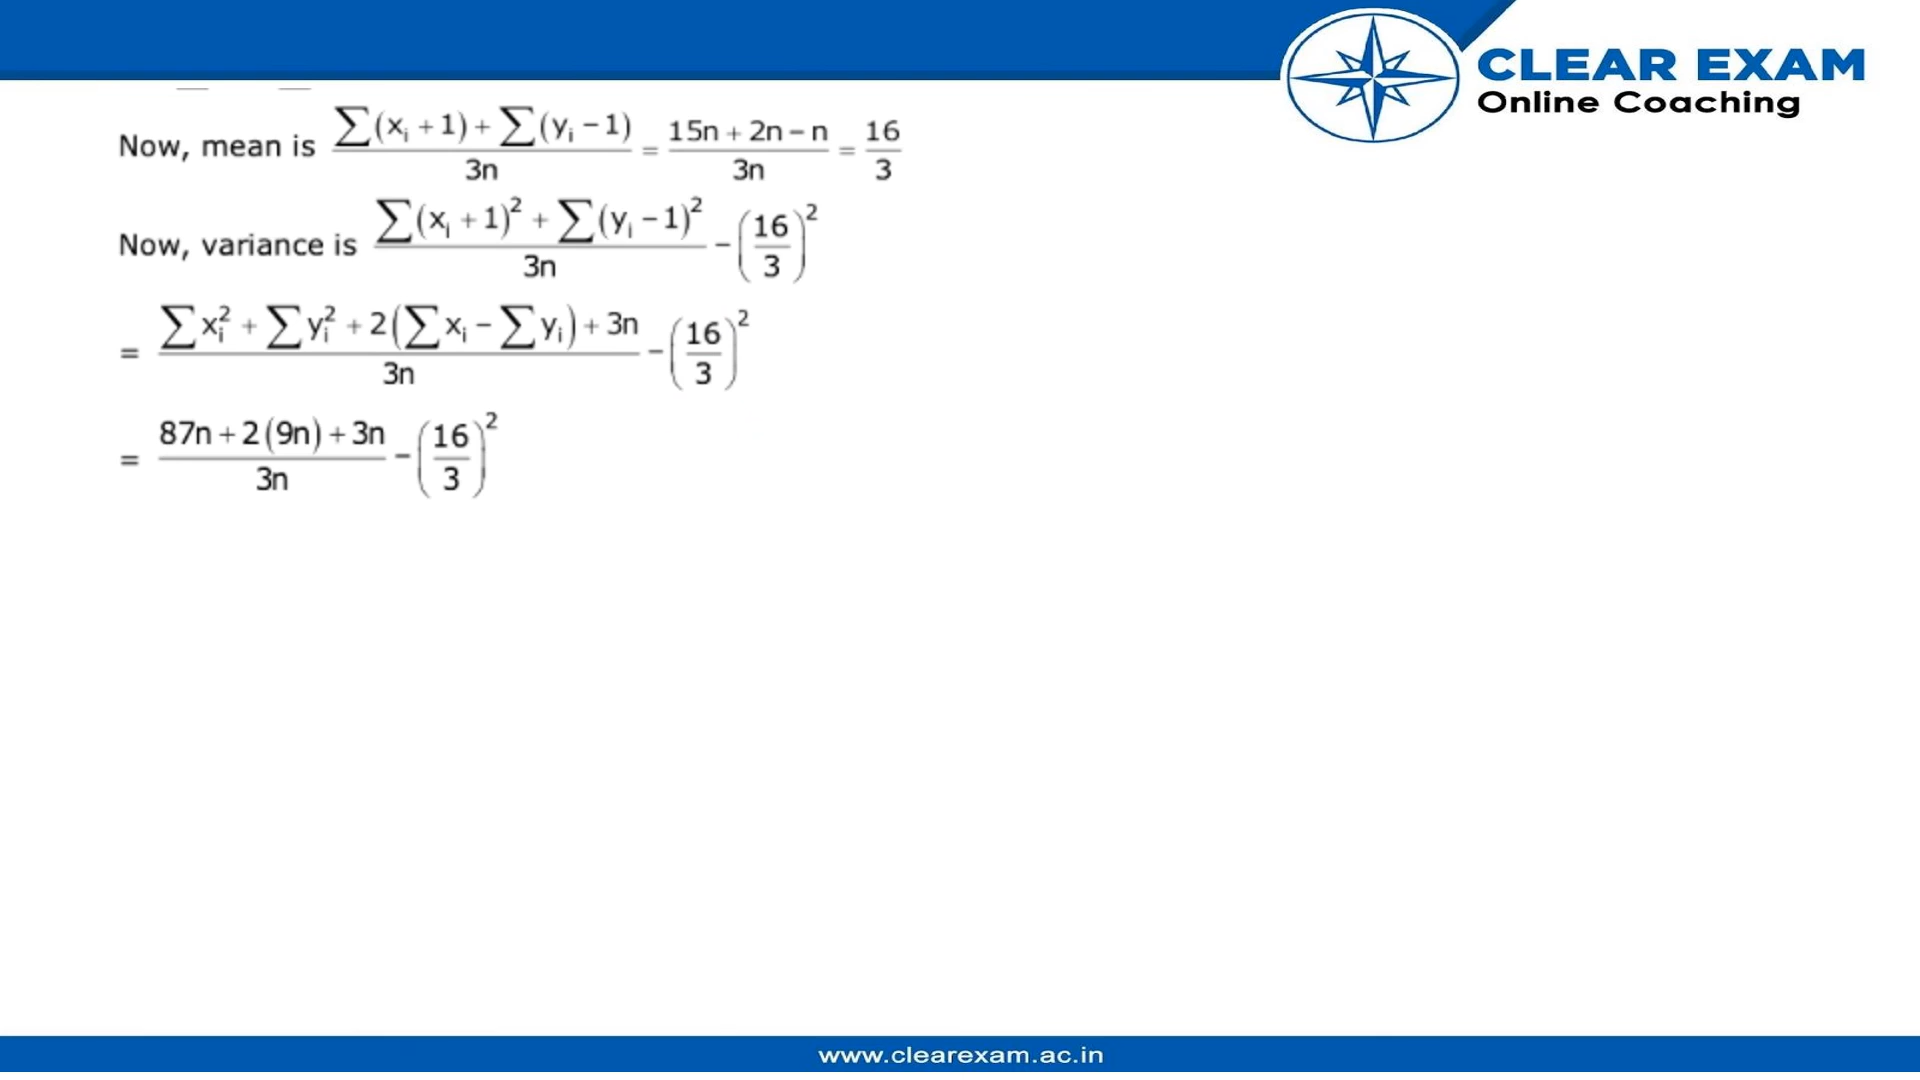 CLEAR EXAM
Online Coaching
Now, mean is (∑(xᵢ + 1) + ∑(yᵢ − 1)) / 3n = (15n + 2n − n) / 3n = 16/3
Now, variance is (∑(xᵢ + 1)² + ∑(yᵢ − 1)²) / 3n − (16/3)²
= (∑xᵢ² + ∑yᵢ² + 2(∑xᵢ − ∑yᵢ) + 3n) / 3n − (16/3)²
= (87n + 2(9n) + 3n) / 3n − (16/3)²
www.clearexam.ac.in